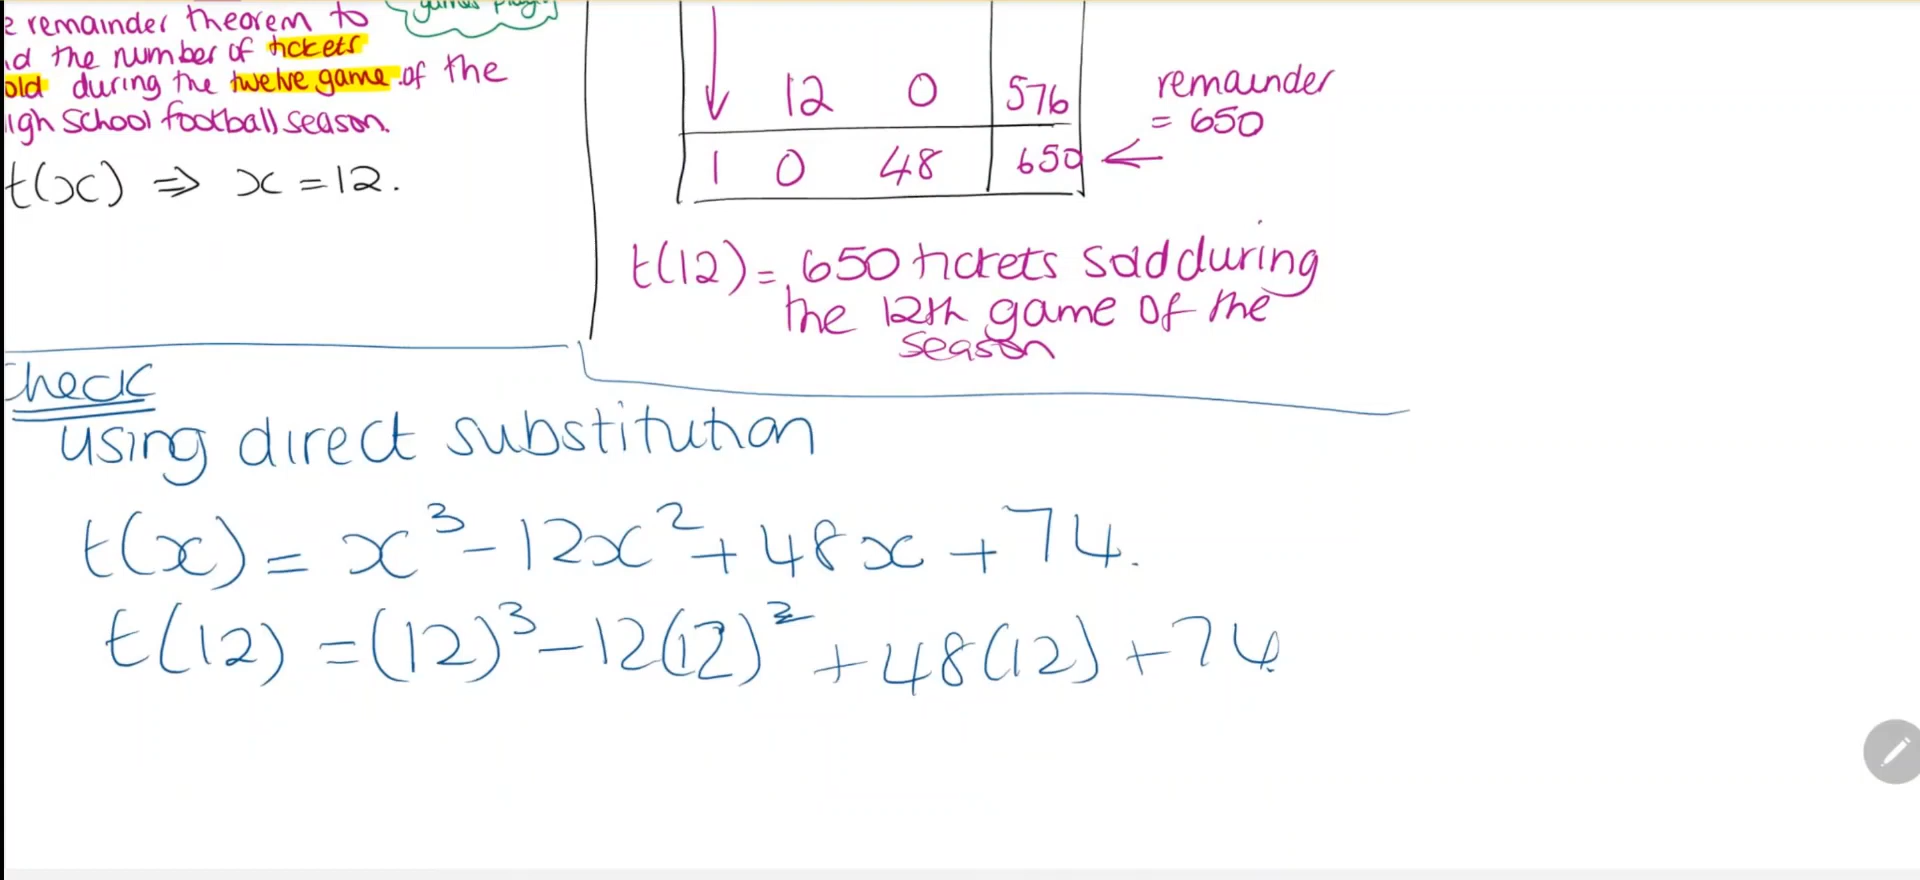 e remainder theorem to
d the number of tickets
old during the twelve game of the
igh School football season.
t(x) ⇒ x = 12.
games
12 0 576
1 0 48 650
remainder
= 650
t(12) = 650 tickets sold during
the 12th game of the
season
Check
using direct substitution
t(x) = x³ - 12x² + 48x + 74.
t(12) = (12)³ - 12(12)² + 48(12) + 74